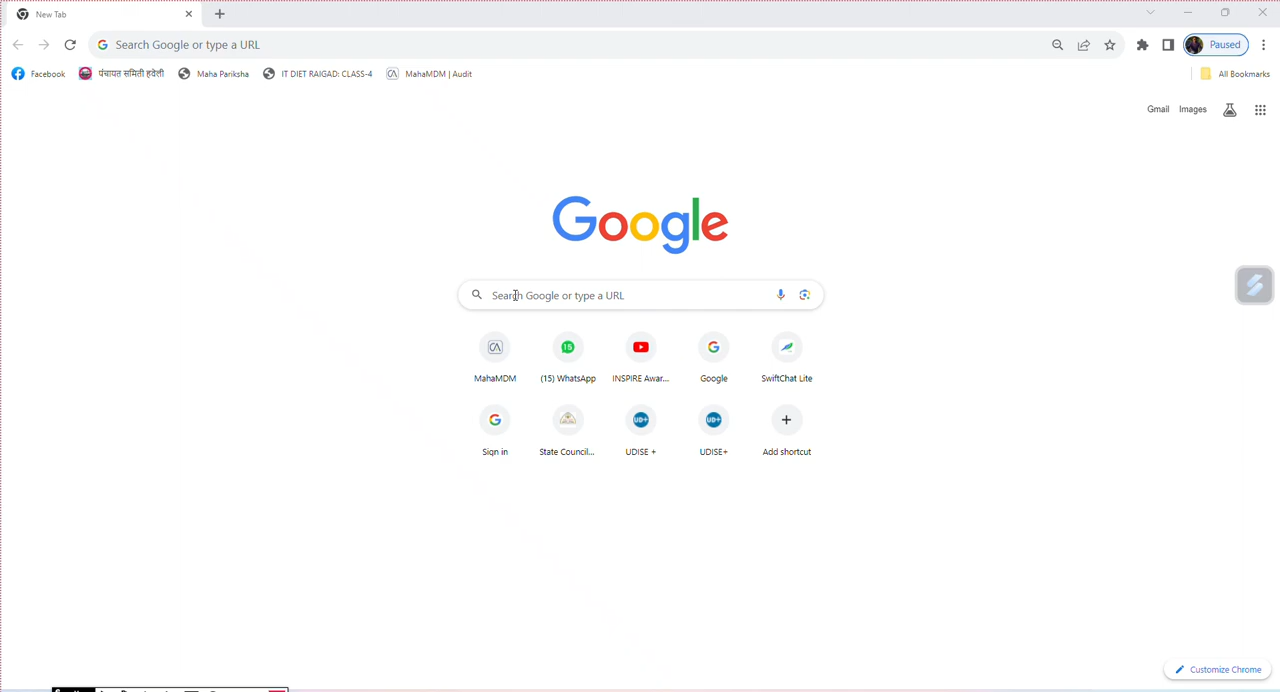 New Tab
Search Google or type a URL
Paused
Facebook
पंचायत समिती हवेली
Maha Pariksha
IT DIET RAIGAD: CLASS-4
MahaMDM | Audit
All Bookmarks
Gmail
Images
Google
Search Google or type a URL
MahaMDM
(15) WhatsApp
INSPIRE Awar...
Google
SwiftChat Lite
Sign in
State Council...
UDISE +
UDISE+
Add shortcut
Customize Chrome